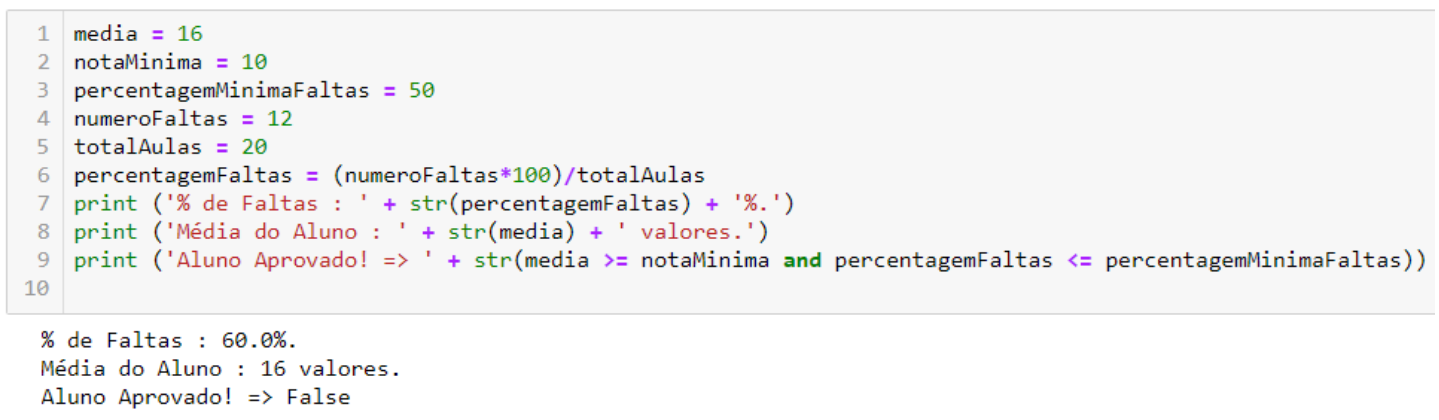 1 media = 16
2 notaMinima = 10
3 percentagemMinimaFaltas = 50
4 numeroFaltas = 12
5 totalAulas = 20
6 percentagemFaltas = (numeroFaltas*100)/totalAulas
7 print ('% de Faltas : ' + str(percentagemFaltas) + '%.')
8 print ('Média do Aluno : ' + str(media) + ' valores.')
9 print ('Aluno Aprovado! => ' + str(media >= notaMinima and percentagemFaltas <= percentagemMinimaFaltas))
10
% de Faltas : 60.0%.
Média do Aluno : 16 valores.
Aluno Aprovado! => False